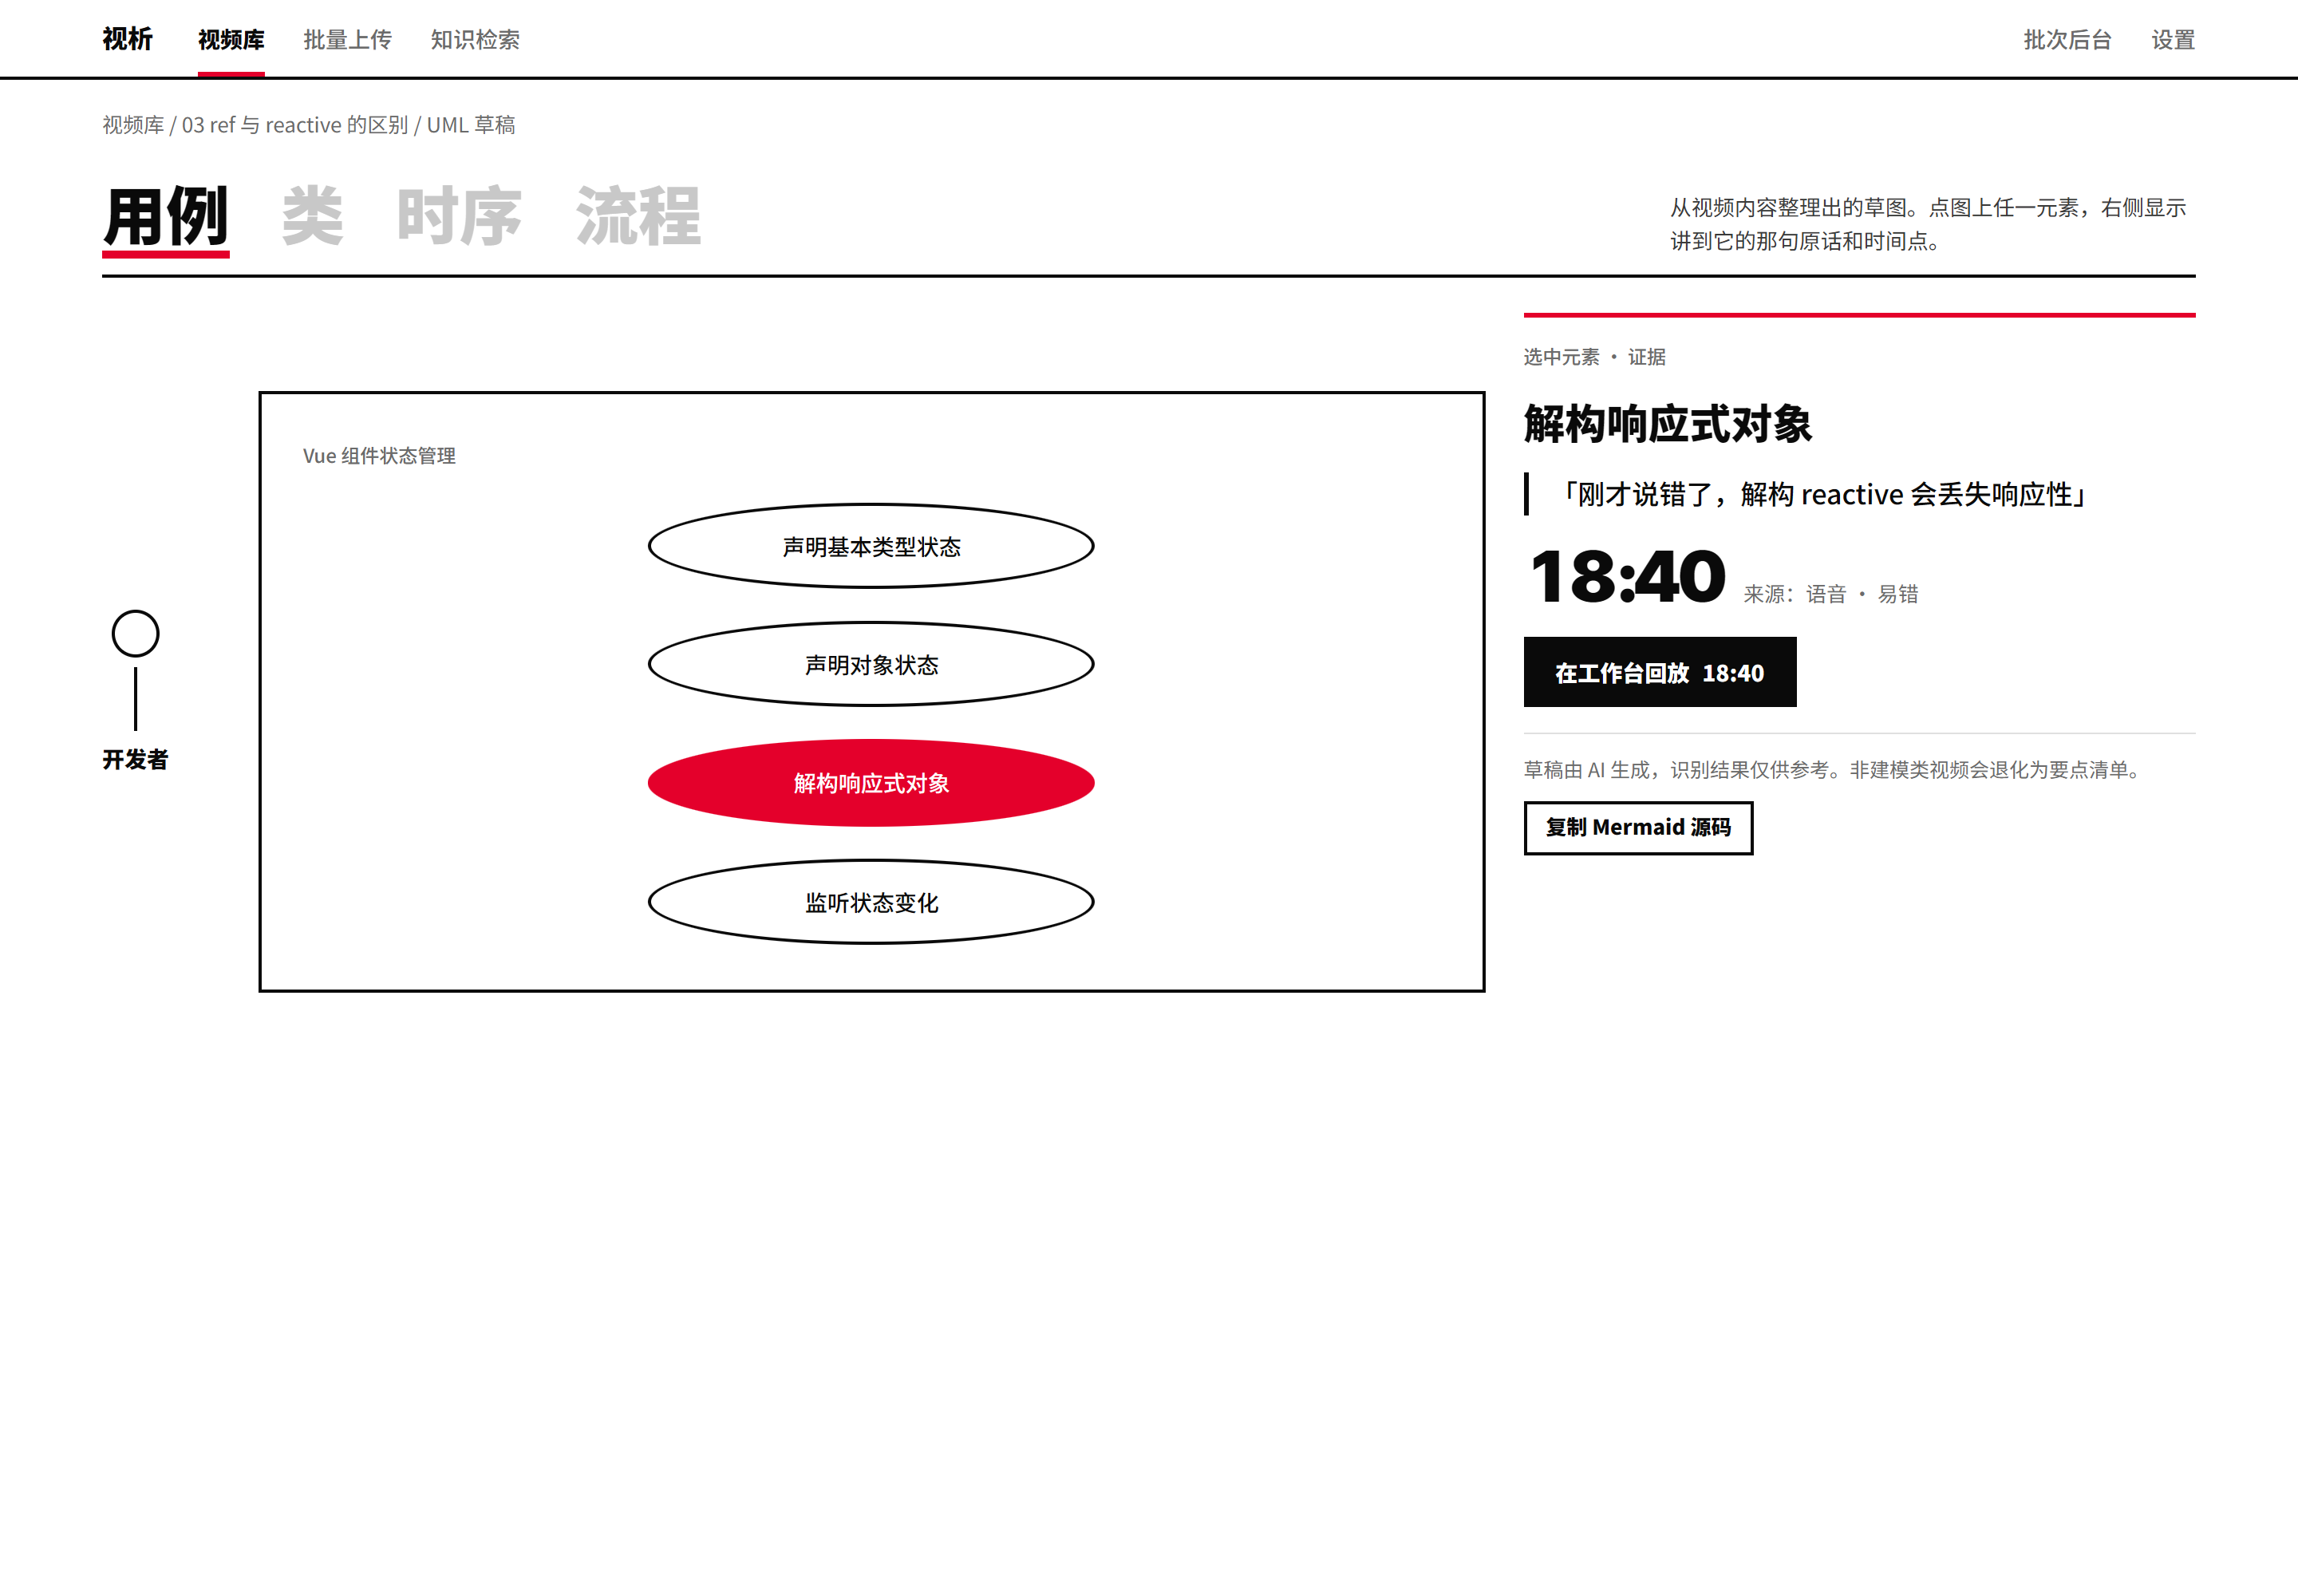 视析 视频库 批量上传 知识检索 批次后台 设置
视频库 / 03 ref 与 reactive 的区别 / UML 草稿
用例 类 时序 流程
从视频内容整理出的草图。点图上任一元素，右侧显示
讲到它的那句原话和时间点。
开发者
Vue 组件状态管理
声明基本类型状态
声明对象状态
解构响应式对象
监听状态变化
选中元素 · 证据
解构响应式对象
「刚才说错了，解构 reactive 会丢失响应性」
18:40 来源：语音 · 易错
在工作台回放 18:40
草稿由 AI 生成，识别结果仅供参考。非建模类视频会退化为要点清单。
复制 Mermaid 源码